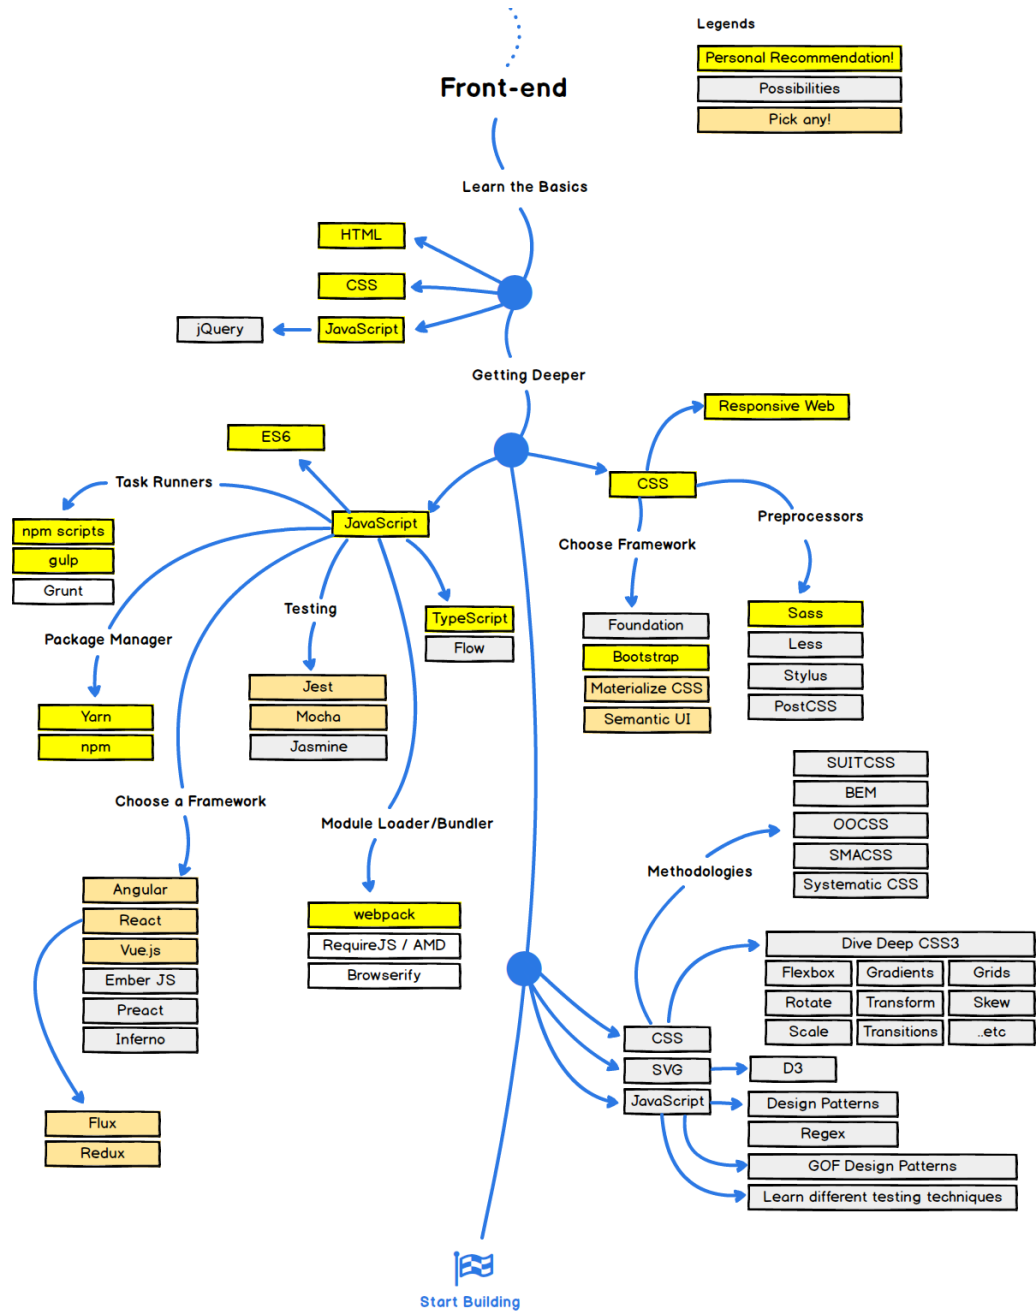 Legends
Personal Recommendation!
Possibilities
Pick any!
Front-end
Learn the Basics
HTML
CSS
JavaScript
jQuery
Getting Deeper
Responsive Web
ES6
Task Runners
CSS
JavaScript
Preprocessors
npm scripts
gulp
Grunt
Choose Framework
Testing
TypeScript
Flow
Package Manager
Foundation
Bootstrap
Materialize CSS
Semantic UI
Sass
Less
Stylus
PostCSS
Jest
Mocha
Jasmine
Yarn
npm
Choose a Framework
Module Loader/Bundler
SUITCSS
BEM
OOCSS
SMACSS
Systematic CSS
Methodologies
Angular
React
Vue.js
Ember JS
Preact
Inferno
webpack
RequireJS / AMD
Browserify
Dive Deep CSS3
Flexbox
Gradients
Grids
Rotate
Transform
Skew
Scale
Transitions
..etc
CSS
SVG
JavaScript
D3
Design Patterns
Regex
GOF Design Patterns
Learn different testing techniques
Flux
Redux
Start Building